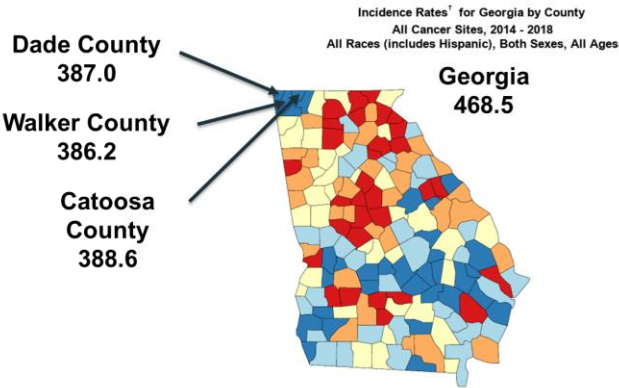 Incidence Rates† for Georgia by County
All Cancer Sites, 2014 - 2018
All Races (includes Hispanic), Both Sexes, All Ages
Dade County
387.0
Georgia
468.5
Walker County
386.2
Catoosa
County
388.6